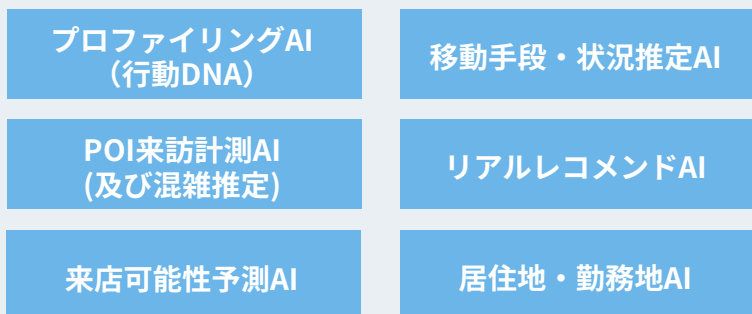 プロファイリングAI
（行動DNA）
移動手段・状況推定AI
POI来訪計測AI
(及び混雑推定)
リアルレコメンドAI
来店可能性予測AI
居住地・勤務地AI